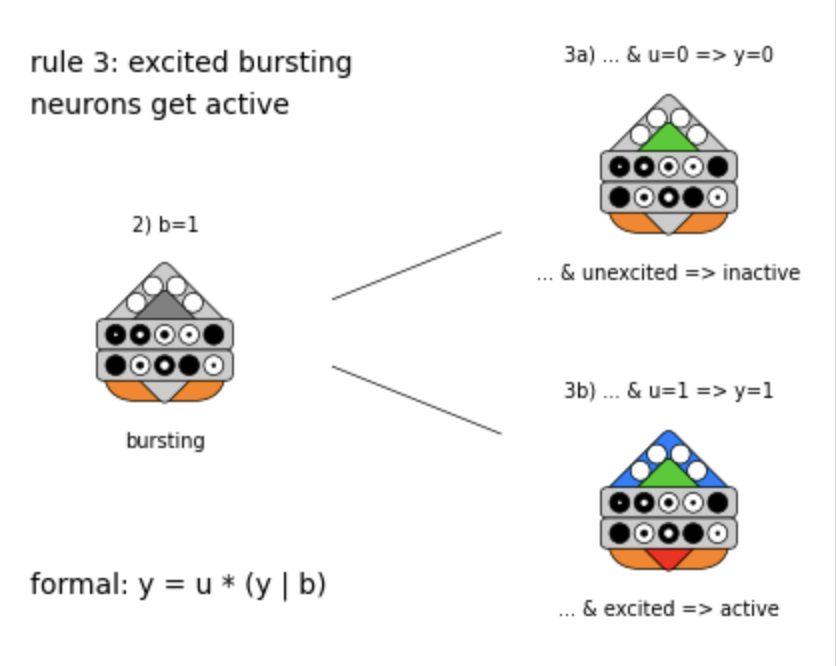 rule 3: excited bursting
neurons get active
2) b=1
bursting
formal: y = u * (y | b)
3a) ... & u=0 => y=0
... & unexcited => inactive
3b) ... & u=1 => y=1
... & excited => active